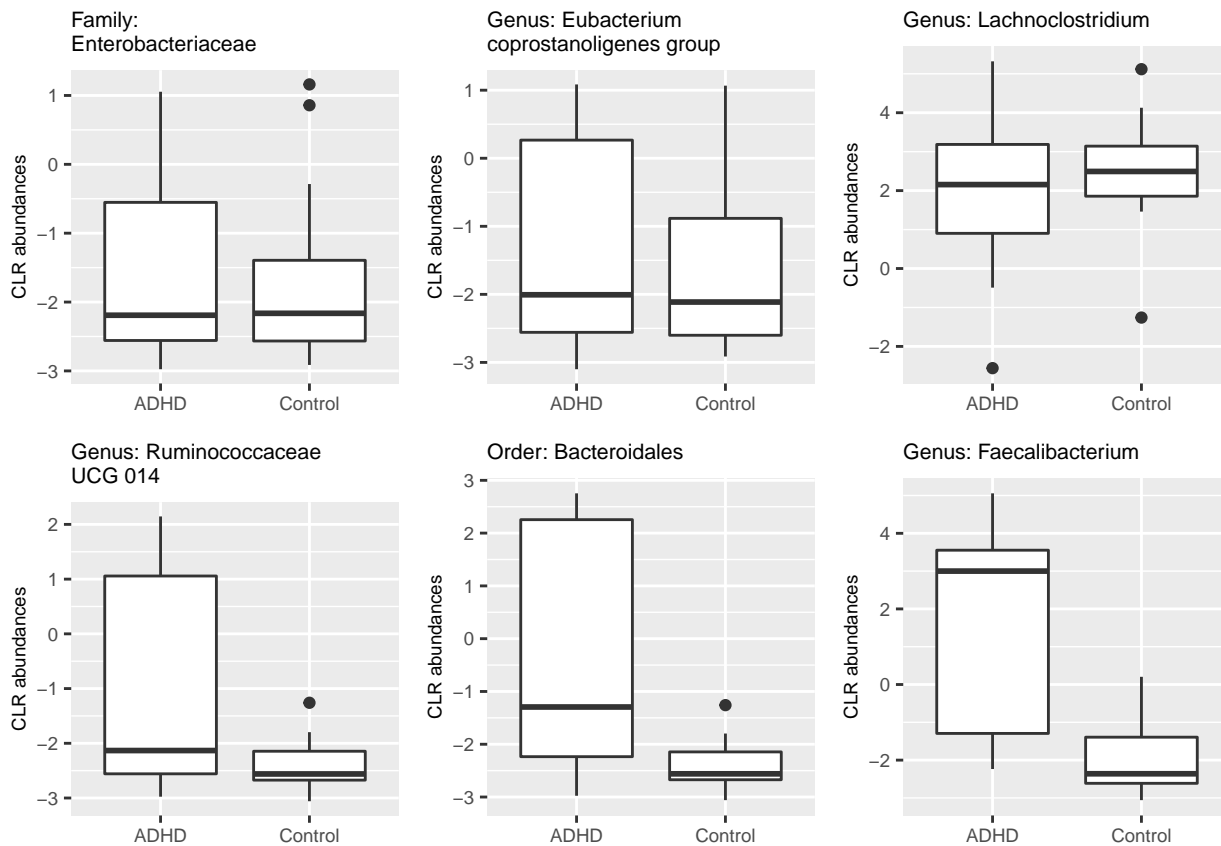 Family:
Enterobacteriaceae
CLR abundances
1
0
−1
−2
−3
ADHD
Control
Genus: Eubacterium
coprostanoligenes group
CLR abundances
1
0
−1
−2
−3
ADHD
Control
Genus: Lachnoclostridium
CLR abundances
4
2
0
−2
ADHD
Control
Genus: Ruminococcaceae
UCG 014
CLR abundances
2
1
0
−1
−2
−3
ADHD
Control
Order: Bacteroidales
CLR abundances
3
2
1
0
−1
−2
−3
ADHD
Control
Genus: Faecalibacterium
CLR abundances
4
2
0
−2
ADHD
Control